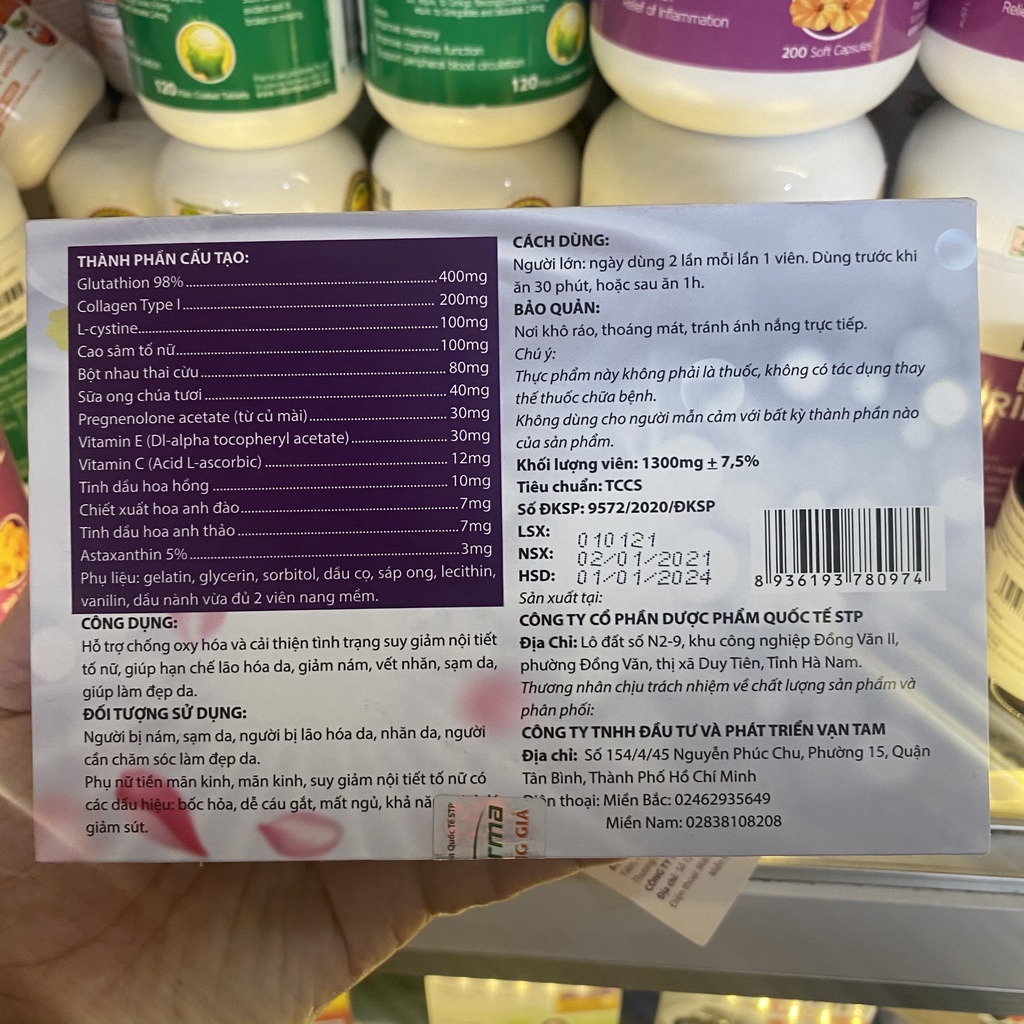 Relief of Inflammation
200 Soft Capsules
Improve memory
Improve cognitive function
Support peripheral blood circulation
120
120
THÀNH PHẦN CẤU TẠO:
Glutathion 98%..........400mg
Collagen Type I..........200mg
L-cystine..........100mg
Cao sâm tố nữ..........100mg
Bột nhau thai cừu..........80mg
Sữa ong chúa tươi..........40mg
Pregnenolone acetate (từ củ mài)..........30mg
Vitamin E (Dl-alpha tocopheryl acetate)..........30mg
Vitamin C (Acid L-ascorbic)..........12mg
Tinh dầu hoa hồng..........10mg
Chiết xuất hoa anh đào..........7mg
Tinh dầu hoa anh thảo..........7mg
Astaxanthin 5%..........3mg
Phụ liệu: gelatin, glycerin, sorbitol, dầu cọ, sáp ong, lecithin,
vanilin, dầu nành vừa đủ 2 viên nang mềm.
CÔNG DỤNG:
Hỗ trợ chống oxy hóa và cải thiện tình trạng suy giảm nội tiết
tố nữ, giúp hạn chế lão hóa da, giảm nám, vết nhăn, sạm da,
giúp làm đẹp da.
ĐỐI TƯỢNG SỬ DỤNG:
Người bị nám, sạm da, người bị lão hóa da, nhăn da, người
cần chăm sóc làm đẹp da.
Phụ nữ tiền mãn kinh, mãn kinh, suy giảm nội tiết tố nữ có
các dấu hiệu: bốc hỏa, dễ cáu gắt, mất ngủ, khả
giảm sút.
CÁCH DÙNG:
Người lớn: ngày dùng 2 lần mỗi lần 1 viên. Dùng trước khi
ăn 30 phút, hoặc sau ăn 1h.
BẢO QUẢN:
Nơi khô ráo, thoáng mát, tránh ánh nắng trực tiếp.
Chú ý:
Thực phẩm này không phải là thuốc, không có tác dụng thay
thế thuốc chữa bệnh.
Không dùng cho người mẫn cảm với bất kỳ thành phần nào
của sản phẩm.
Khối lượng viên: 1300mg ± 7,5%
Tiêu chuẩn: TCCS
Số ĐKSP: 9572/2020/ĐKSP
LSX: 010121
NSX: 02/01/2021
HSD: 01/01/2024
8 936193 780974
Sản xuất tại:
CÔNG TY CỔ PHẦN DƯỢC PHẨM QUỐC TẾ STP
Địa Chỉ: Lô đất số N2-9, khu công nghiệp Đồng Văn II,
phường Đồng Văn, thị xã Duy Tiên, Tỉnh Hà Nam.
Thương nhân chịu trách nhiệm về chất lượng sản phẩm và
phân phối:
CÔNG TY TNHH ĐẦU TƯ VÀ PHÁT TRIỂN VẠN TAM
Địa chỉ: Số 154/4/45 Nguyễn Phúc Chu, Phường 15, Quận
Tân Bình, Thành Phố Hồ Chí Minh
Điện thoại: Miền Bắc: 02462935649
Miền Nam: 02838108208
Quốc Tế STP